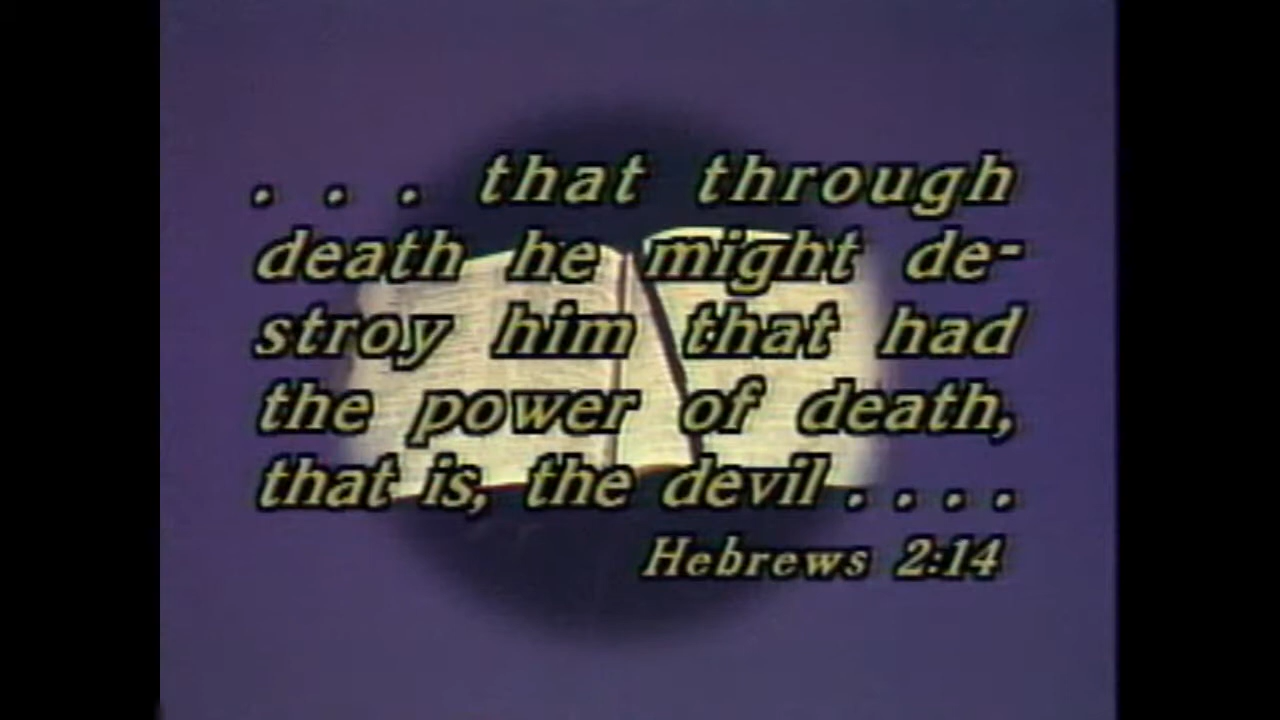 . . . that through
death he might de-
stroy him that had
the power of death,
that is, the devil . . . .
Hebrews 2:14